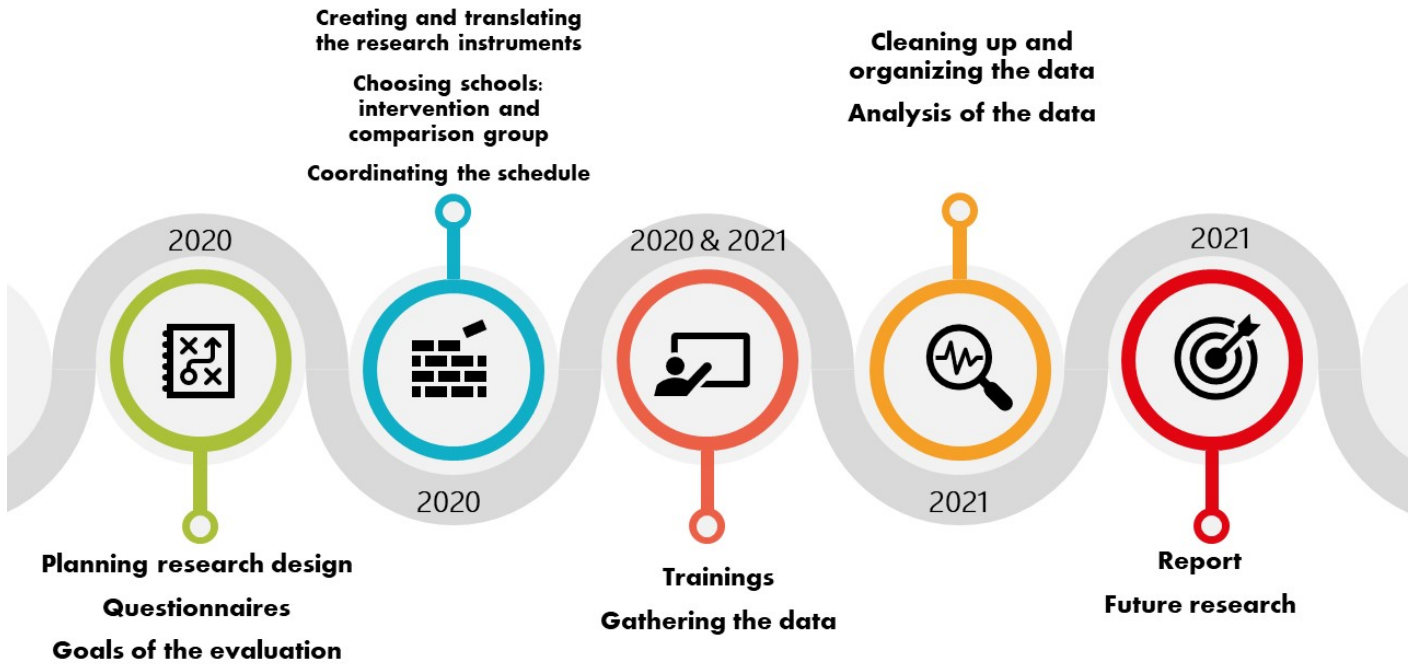 2020
Planning research design
Questionnaires
Goals of the evaluation
Creating and translating
the research instruments
Choosing schools:
intervention and
comparison group
Coordinating the schedule
2020
2020 & 2021
Trainings
Gathering the data
Cleaning up and
organizing the data
Analysis of the data
2021
2021
Report
Future research